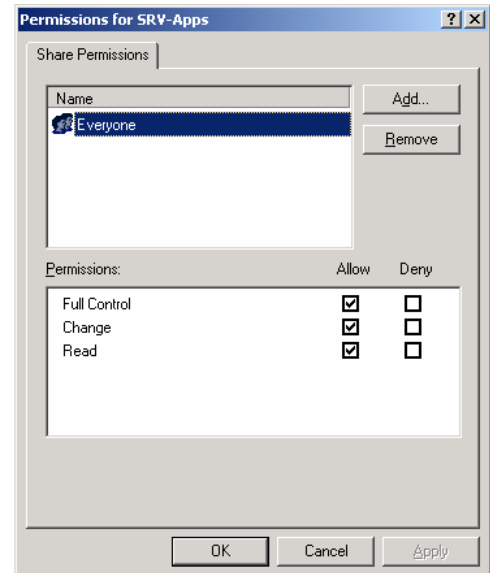 Permissions for SRV-Apps
Share Permissions
Name
Add...
Everyone
Remove
Permissions:
Allow
Deny
Full Control
Change
Read
OK
Cancel
Apply